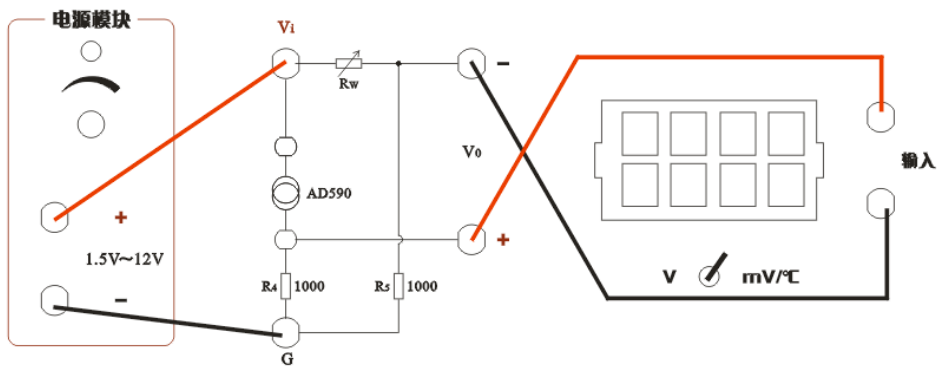 电源模块
Vi
Rw
-
V0
AD590
+
1.5V～12V
-
R4 1000
R5 1000
G
+
输入
V
mV/℃